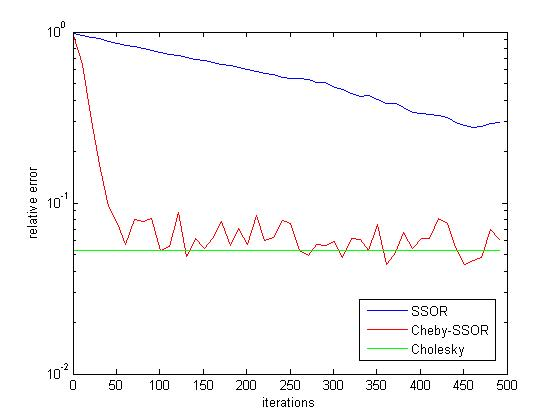 10^0
10^-1
10^-2
relative error
0 50 100 150 200 250 300 350 400 450 500
iterations
SSOR
Cheby-SSOR
Cholesky